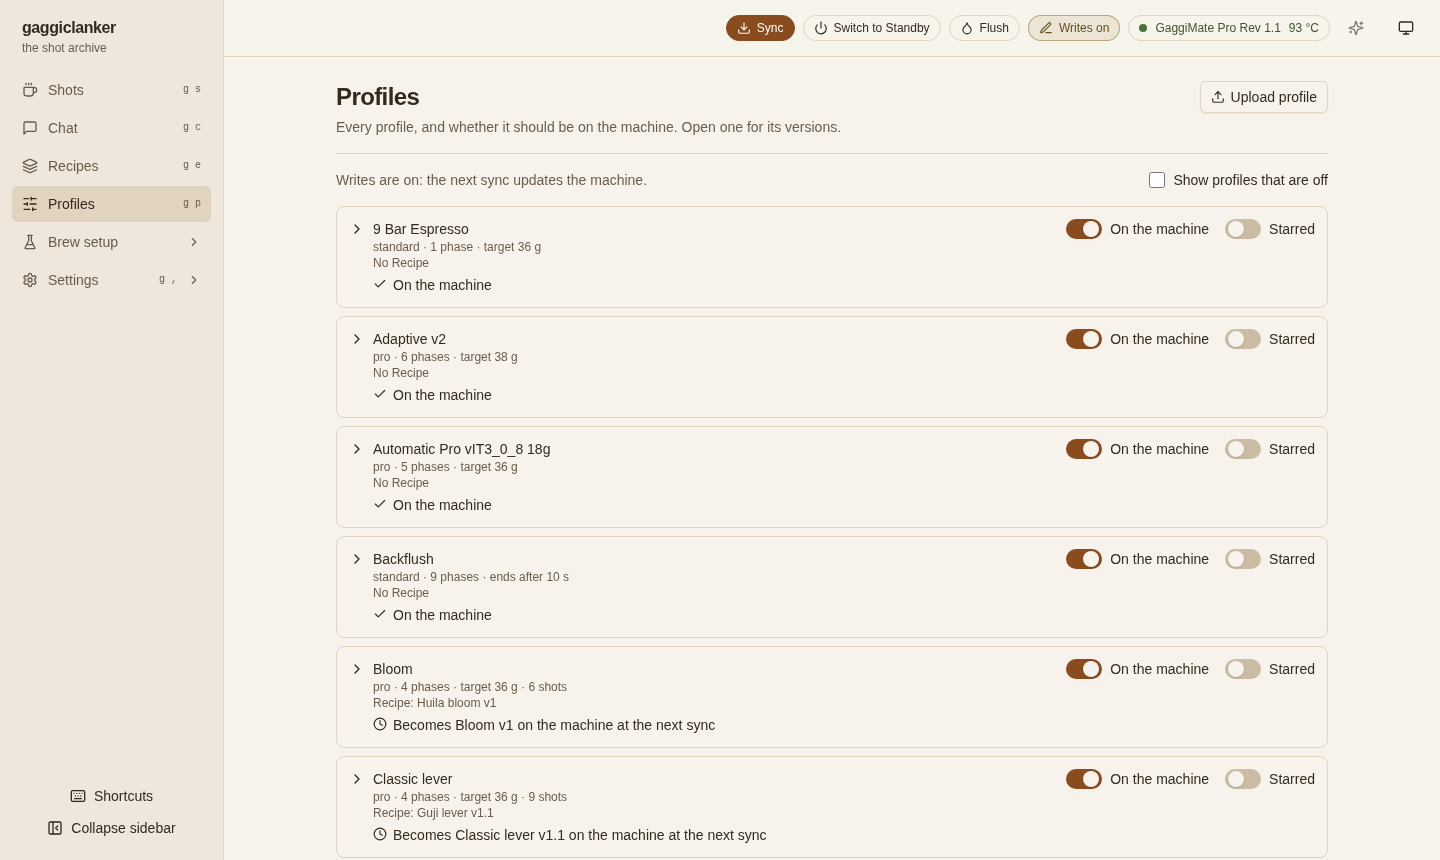 gaggiclanker
the shot archive
Shots g s
Chat g c
Recipes g e
Profiles g p
Brew setup
Settings g ,
Shortcuts
Collapse sidebar
Sync
Switch to Standby
Flush
Writes on
GaggiMate Pro Rev 1.1 93 °C
Profiles
Upload profile
Every profile, and whether it should be on the machine. Open one for its versions.
Writes are on: the next sync updates the machine.
Show profiles that are off
9 Bar Espresso
On the machine
Starred
standard · 1 phase · target 36 g
No Recipe
On the machine
Adaptive v2
On the machine
Starred
pro · 6 phases · target 38 g
No Recipe
On the machine
Automatic Pro vIT3_0_8 18g
On the machine
Starred
pro · 5 phases · target 36 g
No Recipe
On the machine
Backflush
On the machine
Starred
standard · 9 phases · ends after 10 s
No Recipe
On the machine
Bloom
On the machine
Starred
pro · 4 phases · target 36 g · 6 shots
Recipe: Huila bloom v1
Becomes Bloom v1 on the machine at the next sync
Classic lever
On the machine
Starred
pro · 4 phases · target 36 g · 9 shots
Recipe: Guji lever v1.1
Becomes Classic lever v1.1 on the machine at the next sync